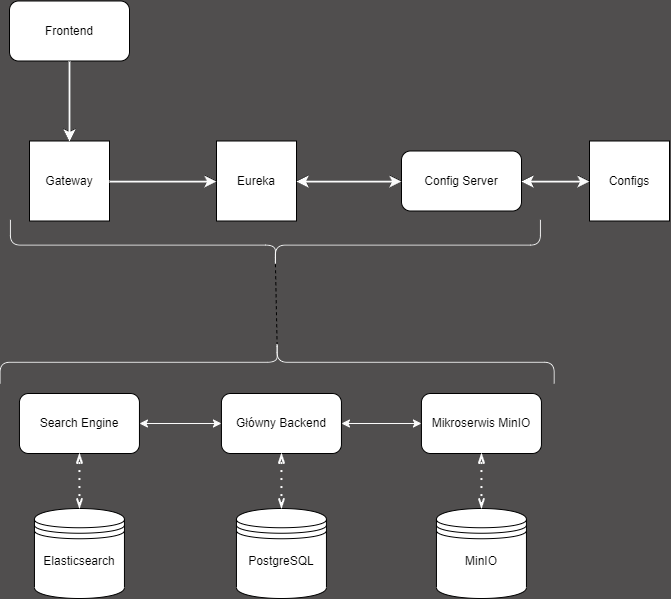 Frontend
Gateway
Eureka
Config Server
Configs
Search Engine
Główny Backend
Mikroserwis MinIO
Elasticsearch
PostgreSQL
MinIO